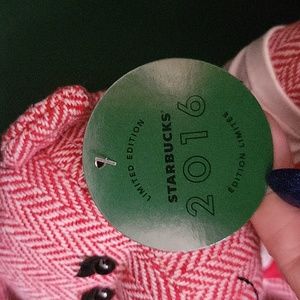 LIMITED EDITION
STARBUCKS®
2016
ÉDITION LIMITÉE